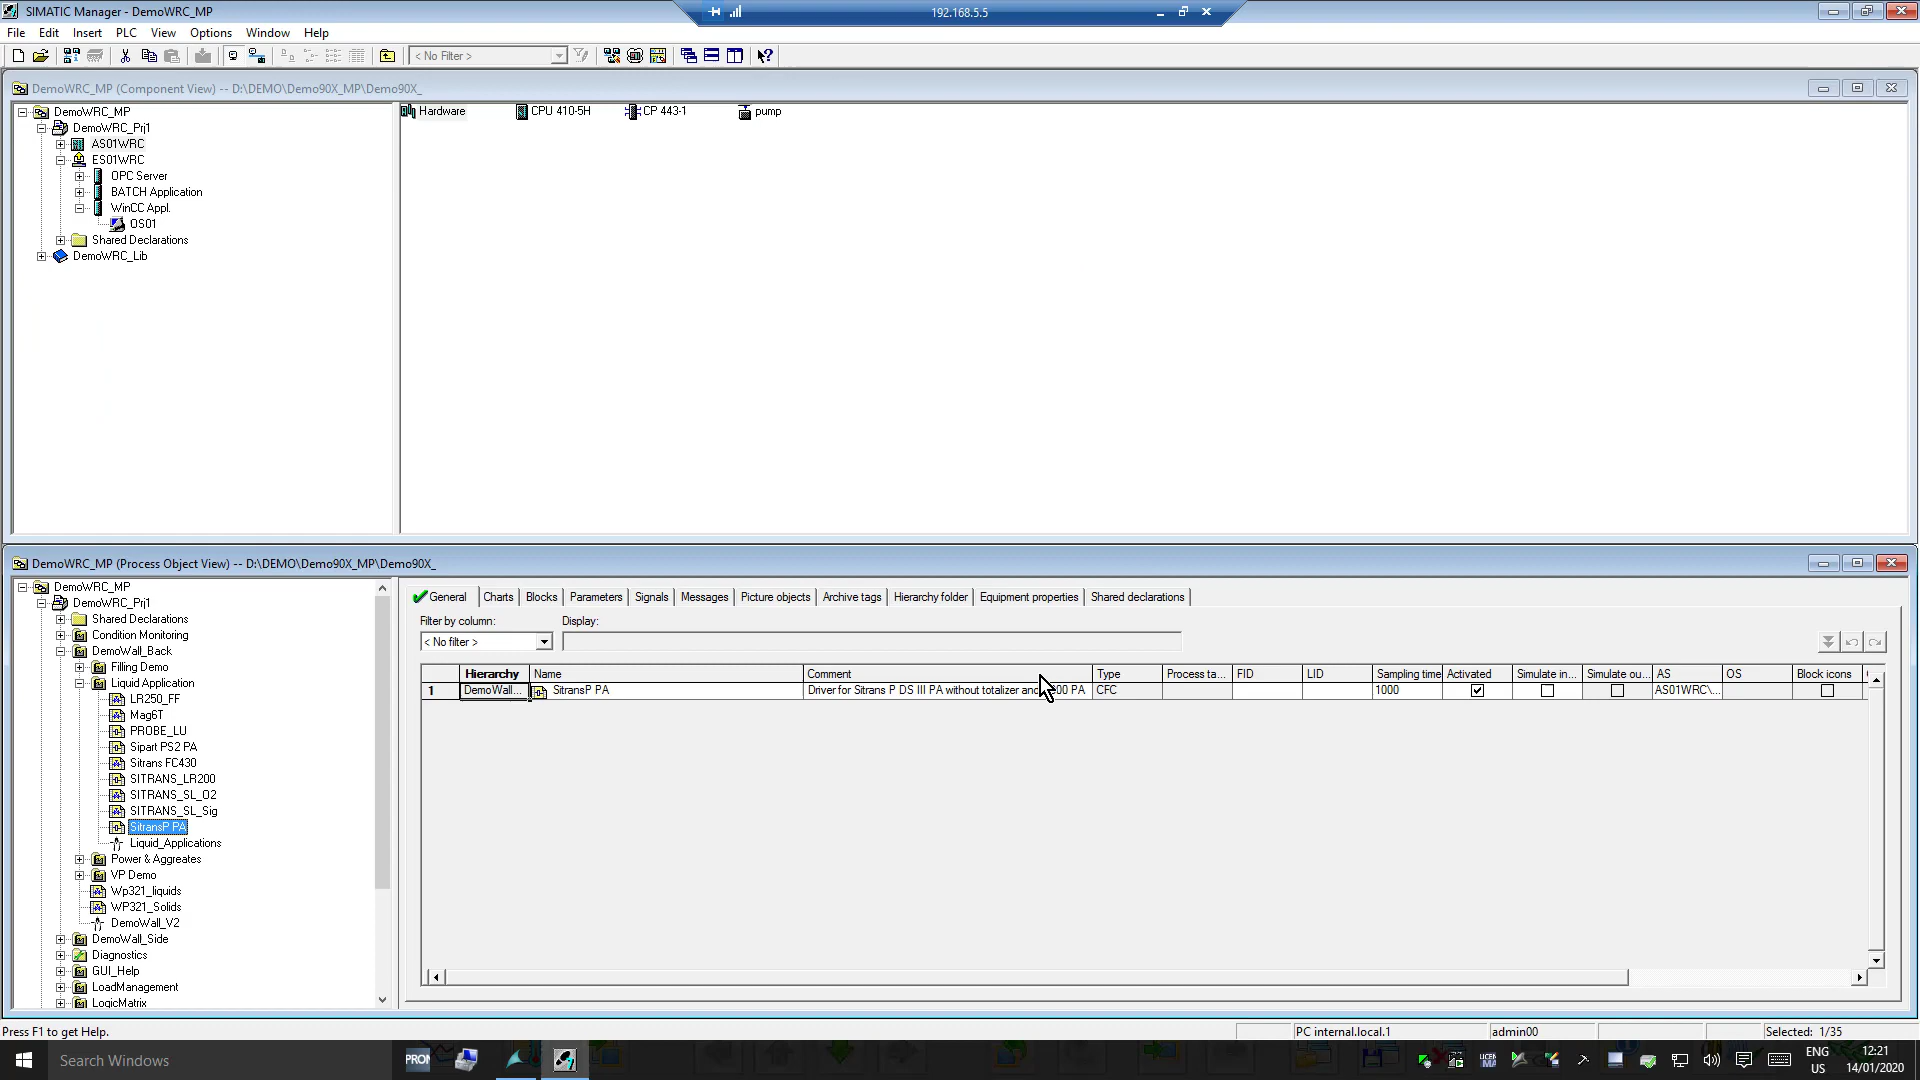 SIMATIC Manager - DemoWRC_MP
192.168.5.5
File Edit Insert PLC View Options Window Help
< No Filter >
DemoWRC_MP (Component View) -- D:\DEMO\Demo90X_MP\Demo90X_
DemoWRC_MP
DemoWRC_Prj1
AS01WRC
ES01WRC
OPC Server
BATCH Application
WinCC Appl.
OS01
Shared Declarations
DemoWRC_Lib
Hardware CPU 410-5H CP 443-1 pump
DemoWRC_MP (Process Object View) -- D:\DEMO\Demo90X_MP\Demo90X_
DemoWRC_MP
DemoWRC_Prj1
Shared Declarations
Condition Monitoring
DemoWall_Back
Filling Demo
Liquid Application
LR250_FF
Mag6T
PROBE_LU
Sipart PS2 PA
Sitrans FC430
SITRANS_LR200
SITRANS_SL_O2
SITRANS_SL_Sig
SitransP PA
Liquid_Applications
Power & Aggreates
VP Demo
Wp321_liquids
WP321_Solids
DemoWall_V2
DemoWall_Side
Diagnostics
GUI_Help
LoadManagement
LogicMatrix
General Charts Blocks Parameters Signals Messages Picture objects Archive tags Hierarchy folder Equipment properties Shared declarations
Filter by column: Display:
< No filter >
Hierarchy Name Comment Type Process ta... FID LID Sampling time Activated Simulate in... Simulate ou... AS OS Block icons
1 DemoWall... SitransP PA Driver for Sitrans P DS III PA without totalizer and 00 PA CFC 1000 AS01WRC\...
Press F1 to get Help.
PC internal.local.1 admin00 Selected: 1/35
Search Windows
PRON
LICEN
MA
ENG
US
12:21
14/01/2020